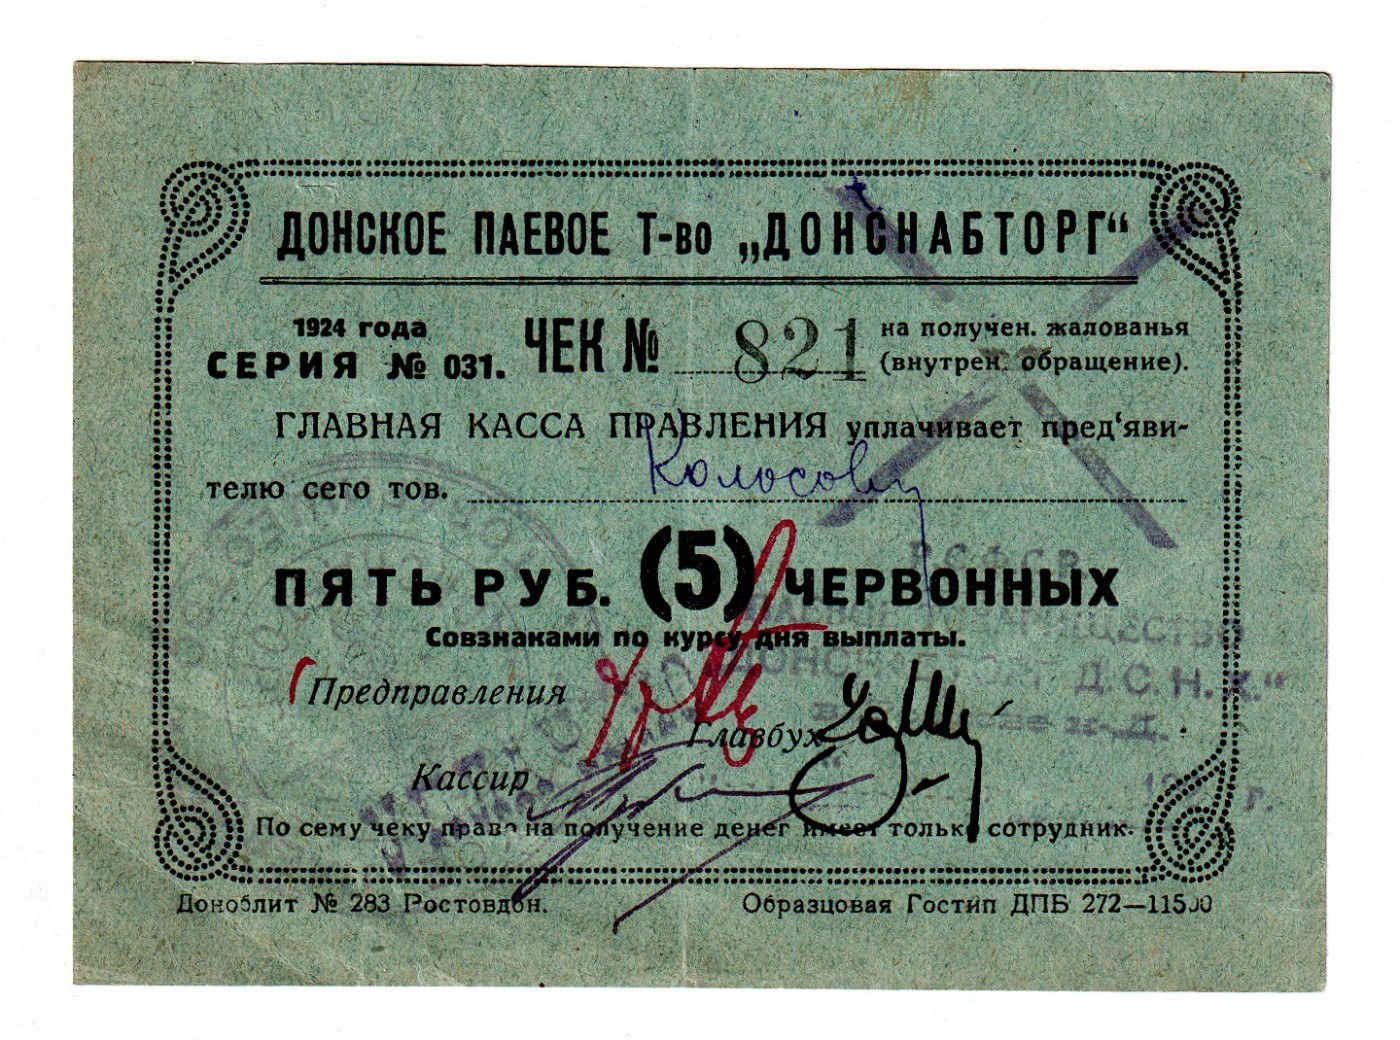 ДОНСКОЕ ПАЕВОЕ Т-во „ДОНСНАБТОРГ“
1924 года
СЕРИЯ № 031.
ЧЕК № 821
на получен. жалованья
(внутрен. обращение).
ГЛАВНАЯ КАССА ПРАВЛЕНИЯ уплачивает пред‘яви-
телю сего тов. Колосову
ПЯТЬ РУБ. (5) ЧЕРВОННЫХ
Совзнаками по курсу дня выплаты.
Р.С.Ф.С.Р.
Д.С.Н.Х.“
Предправления
Главбух
Кассир
г.
По сему чеку право на получение денег имеет только сотрудник.
Доноблит № 283 Ростовдон.
Образцовая Гостип ДПБ 272—11500